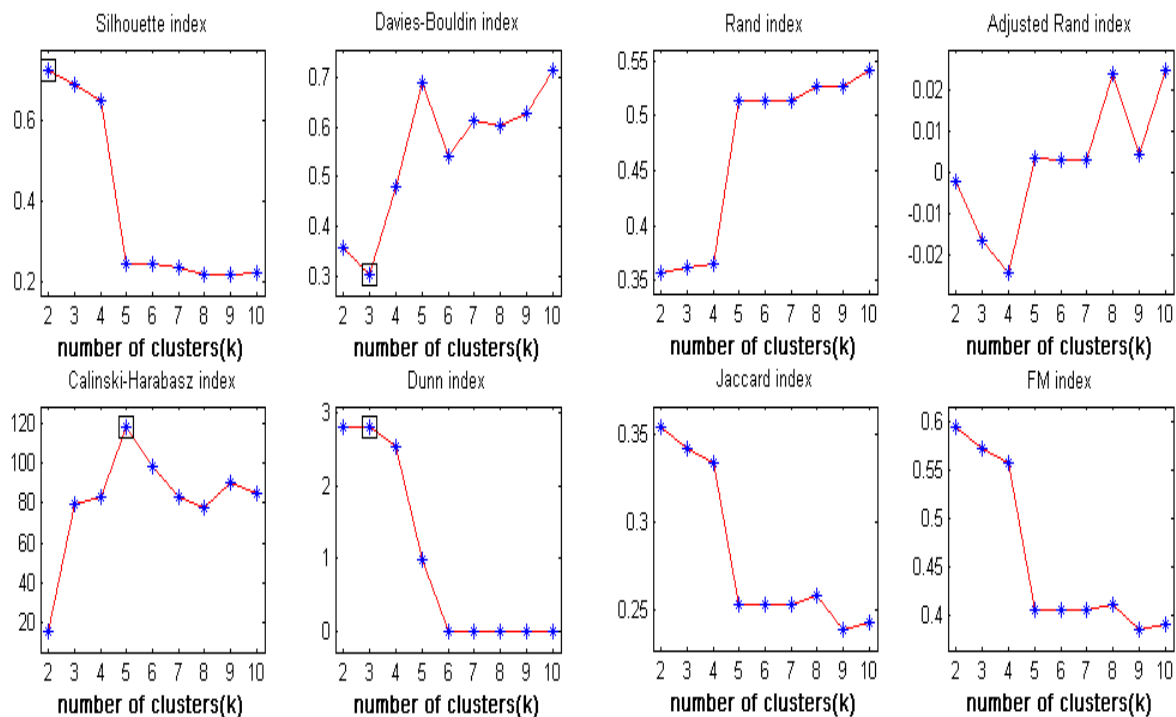 Silhouette index
0.6
0.4
0.2
2 3 4 5 6 7 8 9 10
number of clusters(k)
Davies-Bouldin index
0.7
0.6
0.5
0.4
0.3
2 3 4 5 6 7 8 9 10
number of clusters(k)
Rand index
0.55
0.5
0.45
0.4
0.35
2 3 4 5 6 7 8 9 10
number of clusters(k)
Adjusted Rand index
0.02
0.01
0
-0.01
-0.02
2 3 4 5 6 7 8 9 10
number of clusters(k)
Calinski-Harabasz index
120
100
80
60
40
20
2 3 4 5 6 7 8 9 10
number of clusters(k)
Dunn index
3
2
1
0
2 3 4 5 6 7 8 9 10
number of clusters(k)
Jaccard index
0.35
0.3
0.25
2 3 4 5 6 7 8 9 10
number of clusters(k)
FM index
0.6
0.55
0.5
0.45
0.4
2 3 4 5 6 7 8 9 10
number of clusters(k)